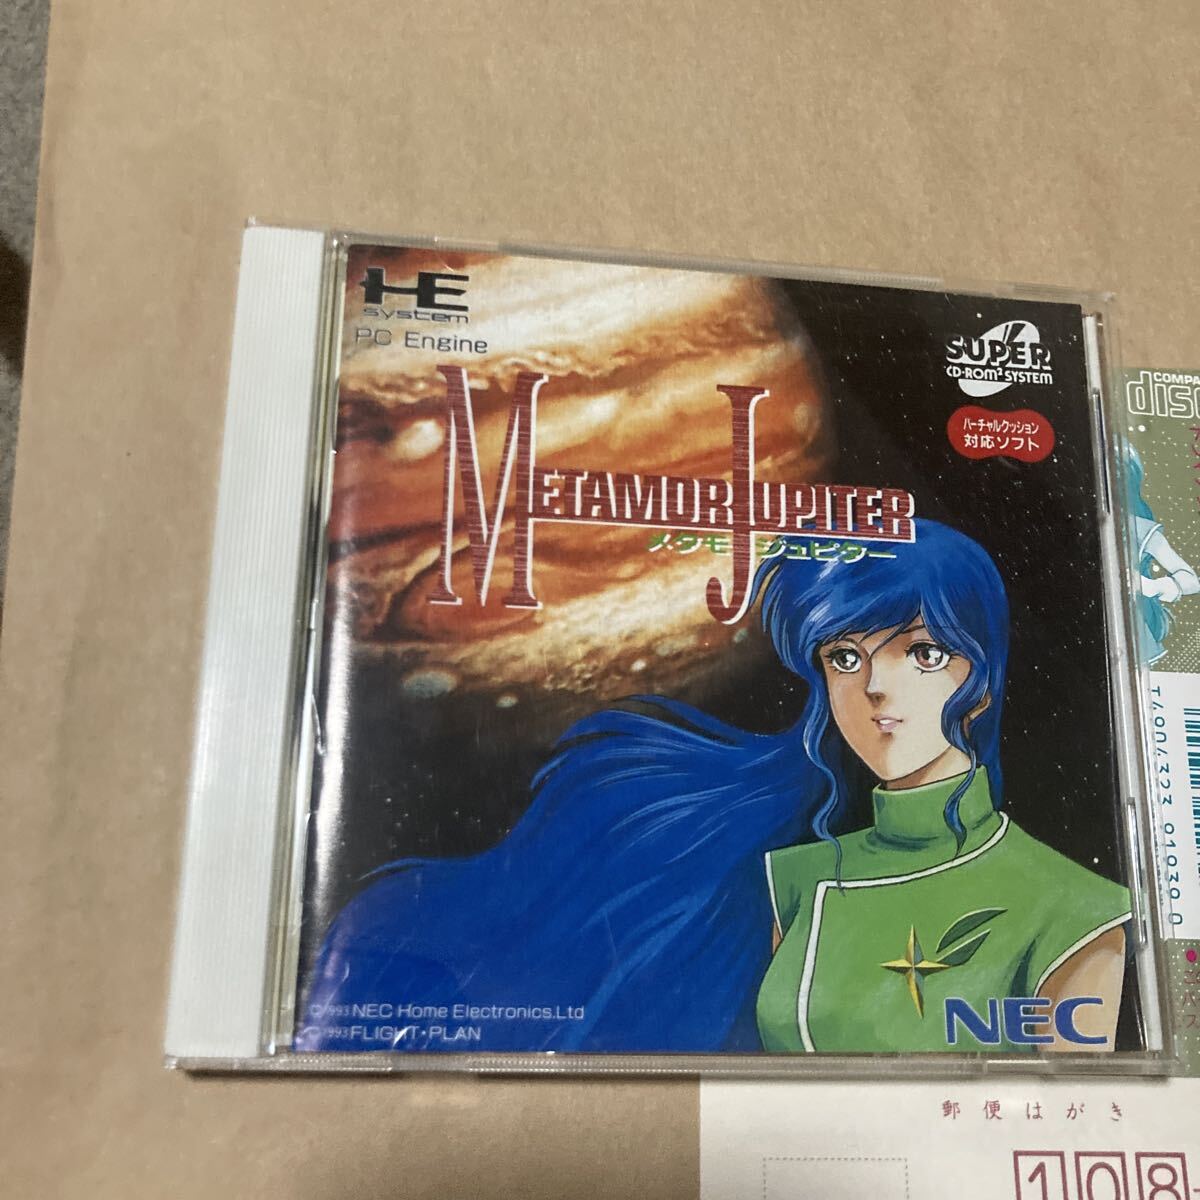 HE
system
PC Engine
SUPER
CD-ROM² SYSTEM
バーチャルクッション
対応ソフト
METAMOR JUPITER
メタモ ジュピター
©1993 NEC Home Electronics.Ltd
©1993 FLIGHT・PLAN
NEC
COMPA
disc
郵便はがき
108-